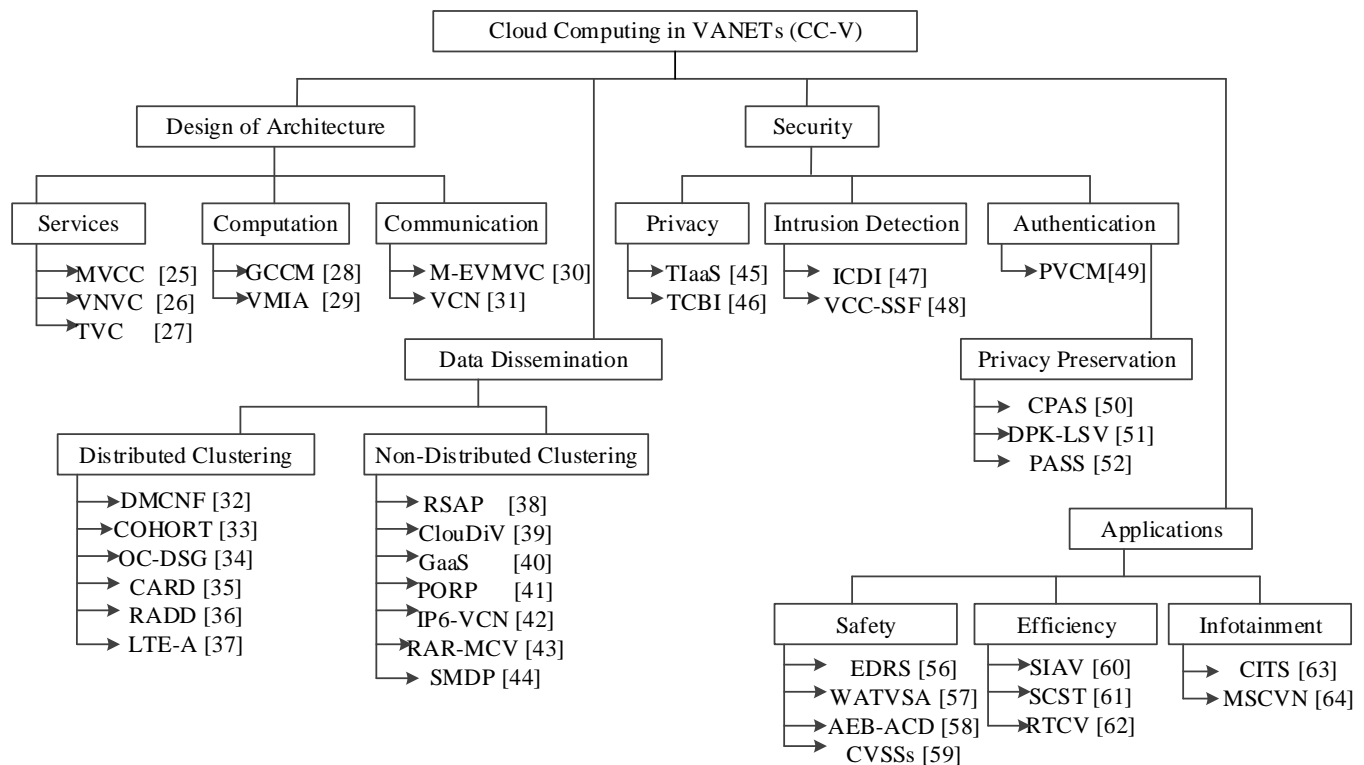 Cloud Computing in VANETs (CC-V)
Design of Architecture
Security
Services
Computation
Communication
Privacy
Intrusion Detection
Authentication
MVCC [25]
VNVC [26]
TVC [27]
GCCM [28]
VMIA [29]
M-EVMVC [30]
VCN [31]
TIaaS [45]
TCBI [46]
ICDI [47]
VCC-SSF [48]
PVCM[49]
Data Dissemination
Privacy Preservation
CPAS [50]
DPK-LSV [51]
PASS [52]
Distributed Clustering
Non-Distributed Clustering
DMCNF [32]
COHORT [33]
OC-DSG [34]
CARD [35]
RADD [36]
LTE-A [37]
RSAP [38]
ClouDiV [39]
GaaS [40]
PORP [41]
IP6-VCN [42]
RAR-MCV [43]
SMDP [44]
Applications
Safety
Efficiency
Infotainment
EDRS [56]
WATVSA [57]
AEB-ACD [58]
CVSSs [59]
SIAV [60]
SCST [61]
RTCV [62]
CITS [63]
MSCVN [64]